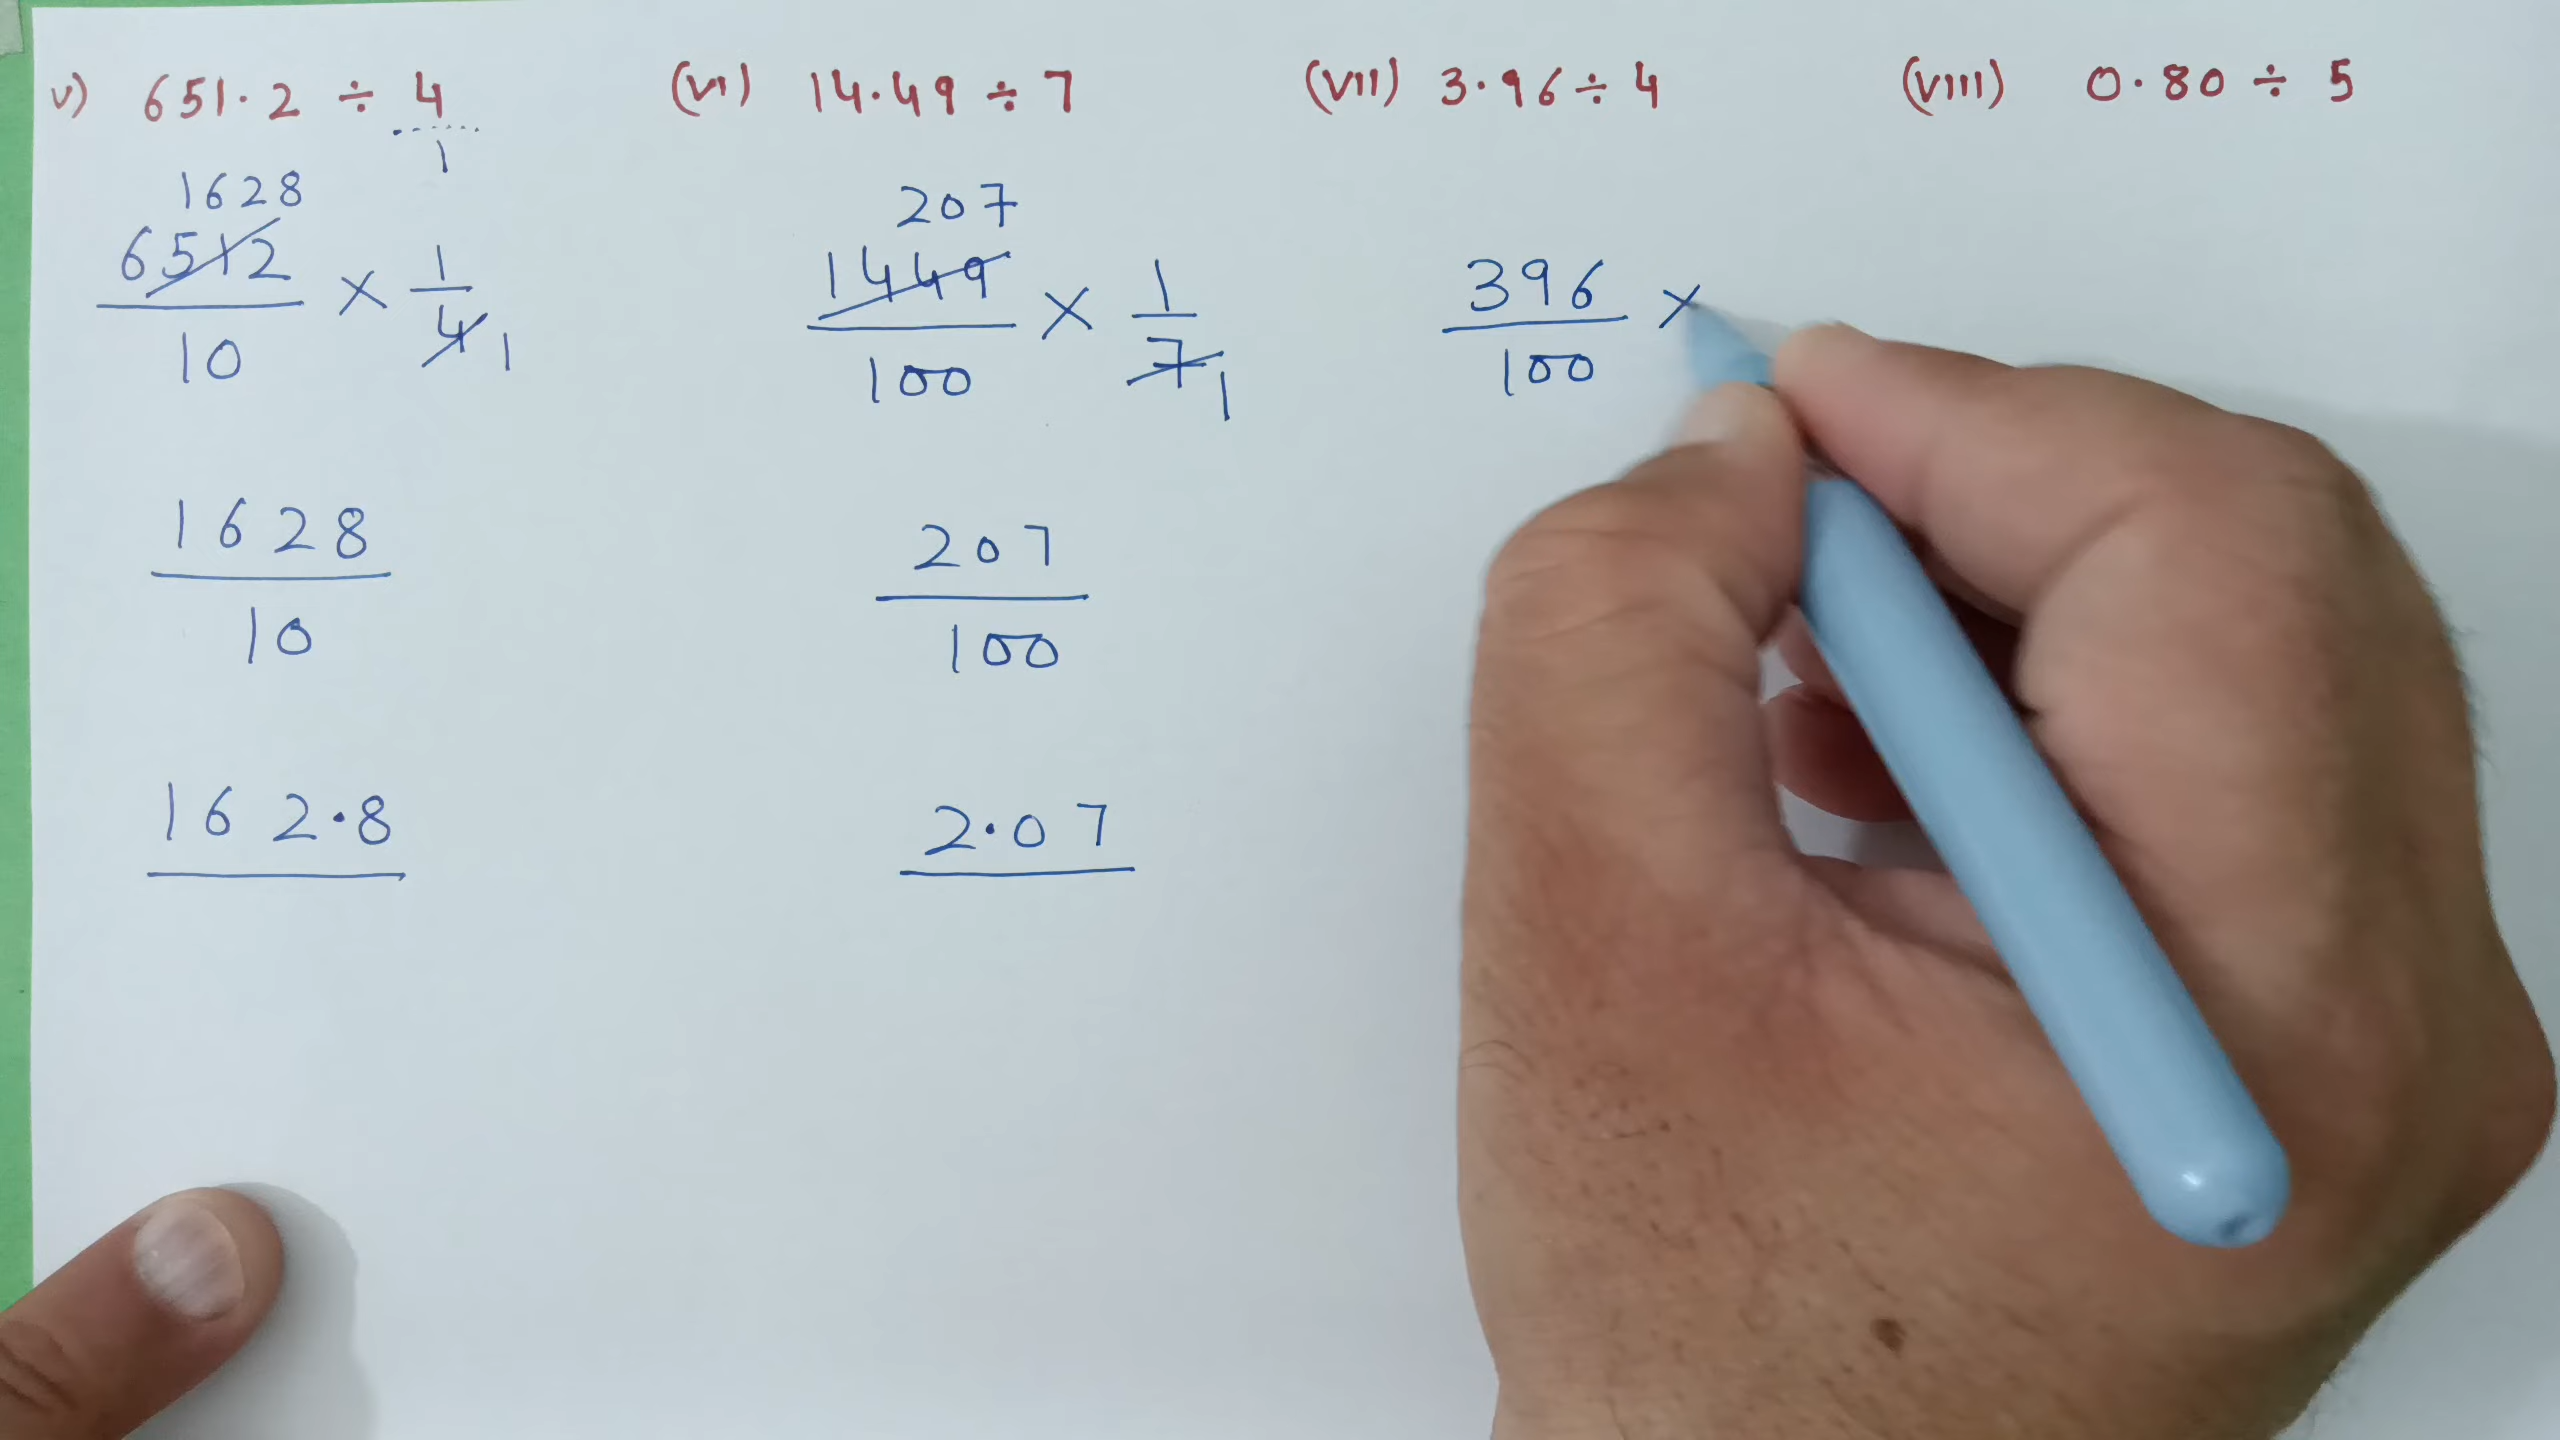 v) 651.2 ÷ 4
1
1628
6512/10 × 1/4 1
1628/10
162.8
(VI) 14.49 ÷ 7
207
1449/100 × 1/7 1
207/100
2.07
(VII) 3.96 ÷ 4
396/100 ×
(VIII) 0.80 ÷ 5